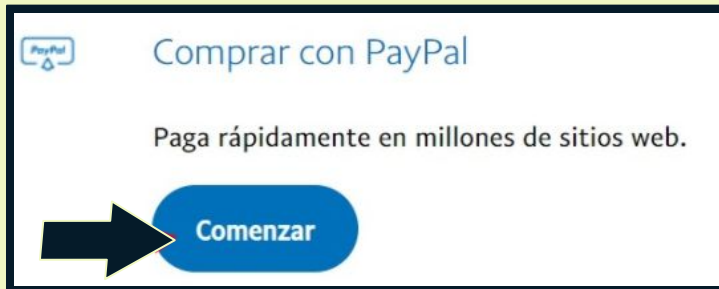 PayPal
Comprar con PayPal
Paga rápidamente en millones de sitios web.
Comenzar